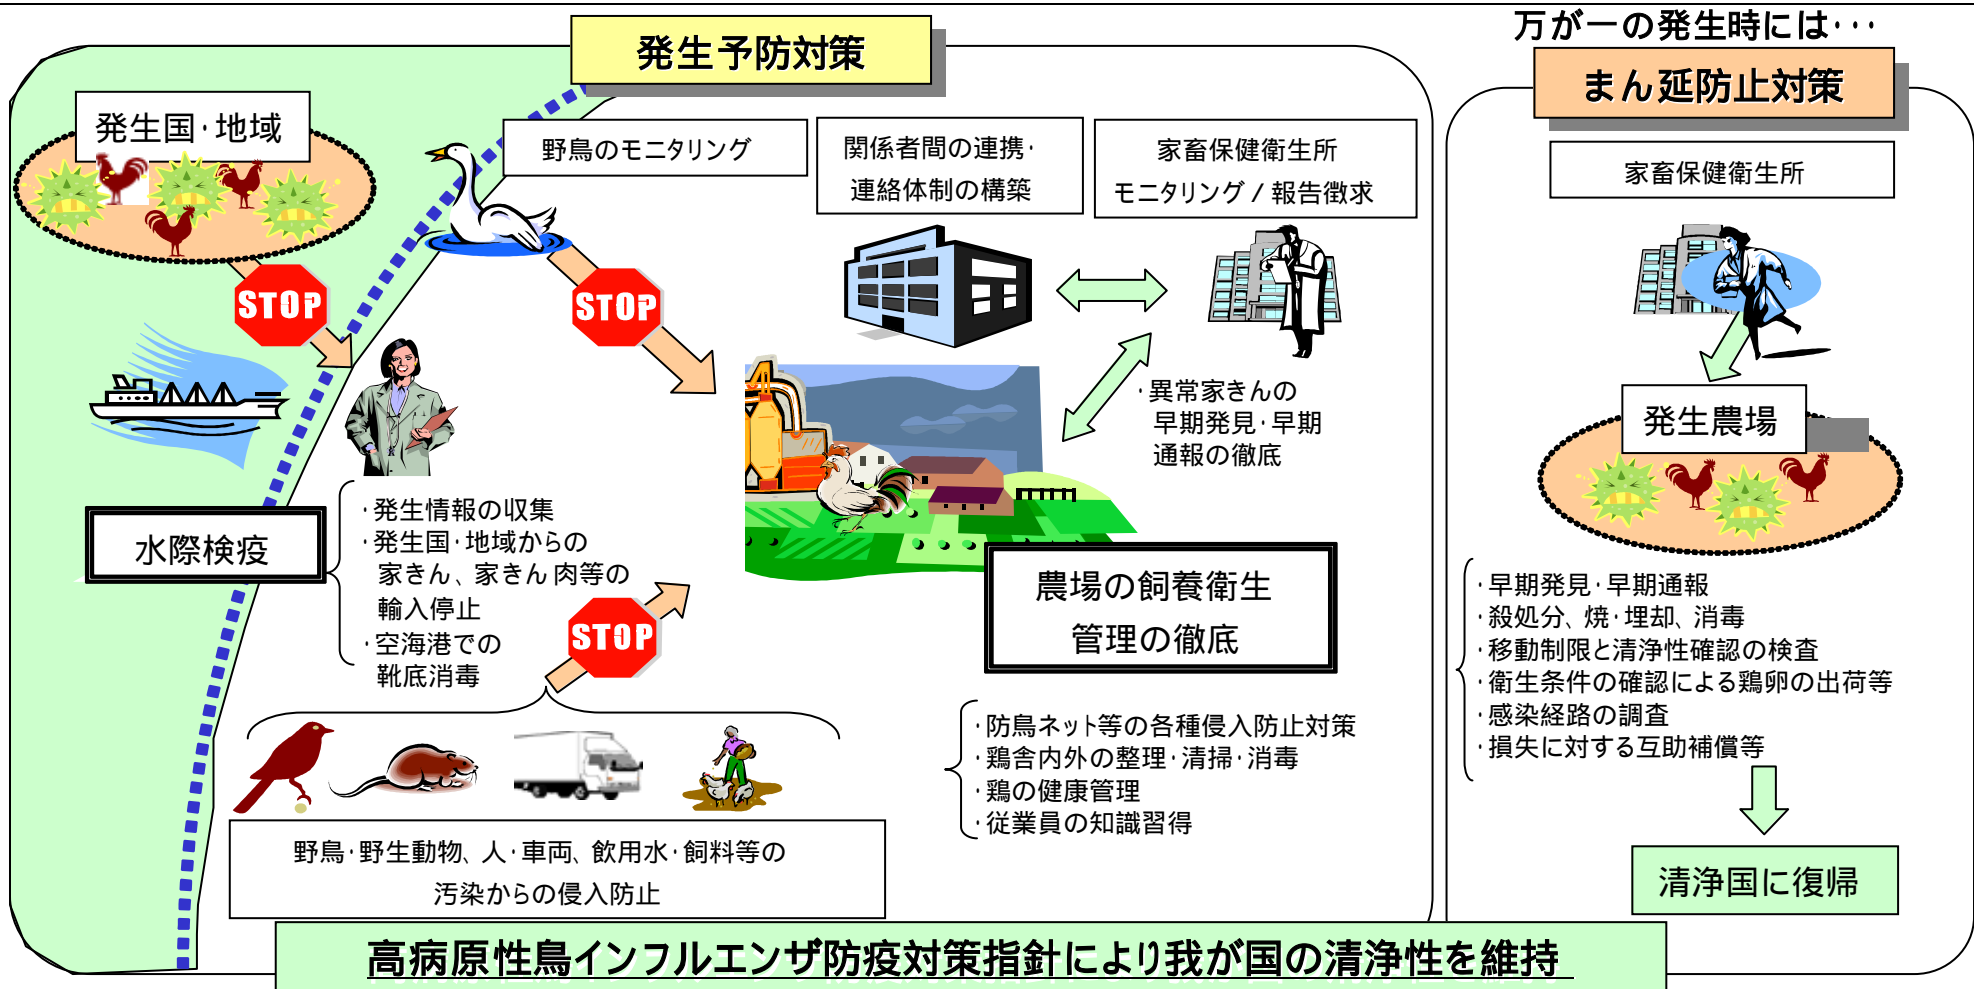 発生予防対策
発生国・地域
野鳥のモニタリング
関係者間の連携・
連絡体制の構築
家畜保健衛生所
モニタリング / 報告徴求
STOP
STOP
・異常家きんの
早期発見・早期
通報の徹底
水際検疫
・発生情報の収集
・発生国・地域からの
家きん、家きん肉等の
輸入停止
・空海港での
靴底消毒
STOP
農場の飼養衛生
管理の徹底
・防鳥ネット等の各種侵入防止対策
・鶏舎内外の整理・清掃・消毒
・鶏の健康管理
・従業員の知識習得
野鳥・野生動物、人・車両、飲用水・飼料等の
汚染からの侵入防止
万が一の発生時には・・・
まん延防止対策
家畜保健衛生所
発生農場
・早期発見・早期通報
・殺処分、焼・埋却、消毒
・移動制限と清浄性確認の検査
・衛生条件の確認による鶏卵の出荷等
・感染経路の調査
・損失に対する互助補償等
清浄国に復帰
高病原性鳥インフルエンザ防疫対策指針により我が国の清浄性を維持